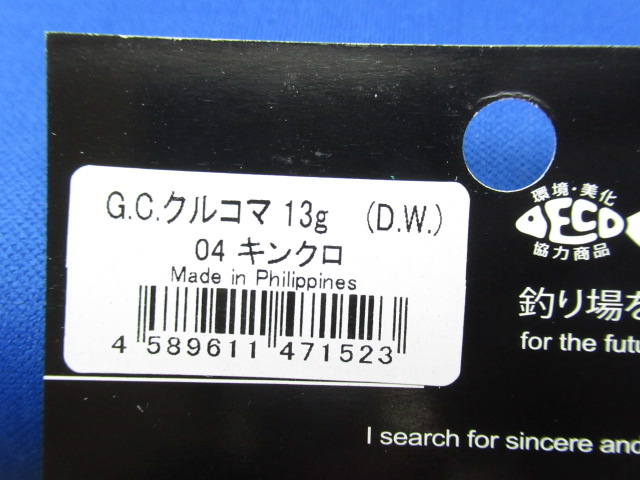 G.C.クルコマ 13g (D.W.)
04 キンクロ
Made in Philippines
4 589611 471523
環境・美化
DECO
協力商品
釣り場を
for the futu
I search for sincere and